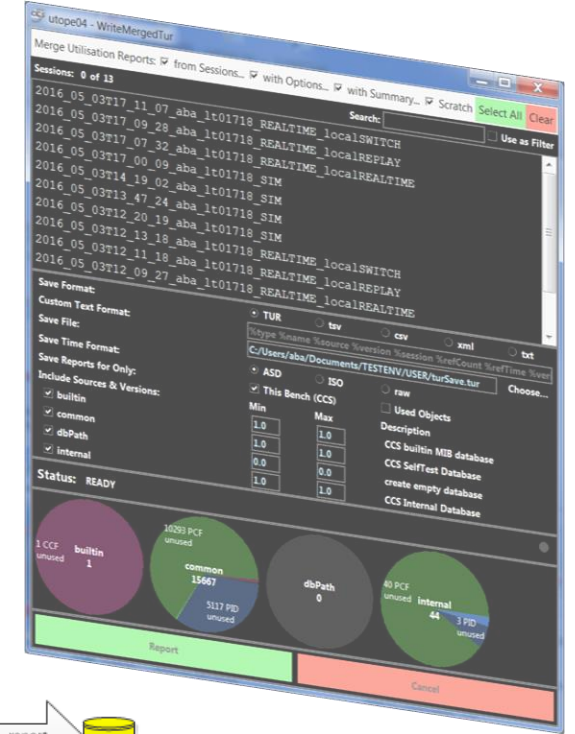 utope04 - WriteMergedTur
Merge Utilisation Reports: from Sessions... with Options... with Summary... Scratch Select All Clear
Sessions: 0 of 13
Search: Use as Filter
2016_05_03T17_11_07_aba_lt01718_REALTIME_localSWITCH
2016_05_03T17_09_28_aba_lt01718_REALTIME_localREPLAY
2016_05_03T17_07_32_aba_lt01718_REALTIME_localREALTIME
2016_05_03T17_00_09_aba_lt01718_SIM
2016_05_03T14_19_02_aba_lt01718_SIM
2016_05_03T13_47_24_aba_lt01718_SIM
2016_05_03T12_20_19_aba_lt01718_SIM
2016_05_03T12_13_18_aba_lt01718_REALTIME_localSWITCH
2016_05_03T12_11_18_aba_lt01718_REALTIME_localREPLAY
2016_05_03T12_09_27_aba_lt01718_REALTIME_localREALTIME
Save Format: TUR tsv csv xml txt
Custom Text Format: %type %name %source %version %session %refCount %refTime %ver
Save File: C:/Users/aba/Documents/TESTENV/USER/turSave.tur Choose...
Save Time Format: ASD ISO raw
Save Reports for Only: This Bench (CCS) Used Objects
Include Sources & Versions: Min Max Description
builtin 1.0 1.0 CCS builtin MIB database
common 1.0 1.0 CCS SelfTest Database
dbPath 0.0 0.0 create empty database
internal 1.0 1.0 CCS Internal Database
Status: READY
1 CCF
unused
builtin
1
10293 PCF
unused
common
15667
5117 PID
unused
dbPath
0
40 PCF
unused
internal
44
3 PID
unused
Report
Cancel